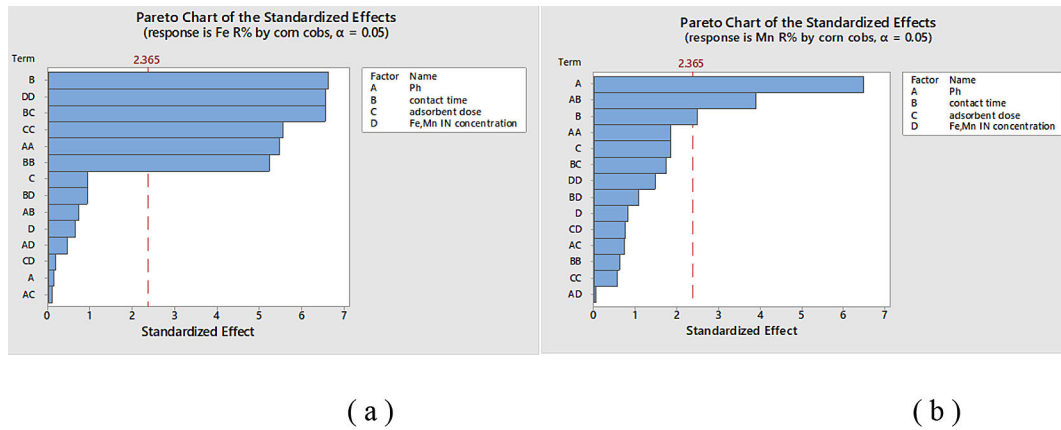 Pareto Chart of the Standardized Effects
(response is Fe R% by corn cobs, α = 0.05)
Term
2.365
B
DD
BC
CC
AA
BB
C
BD
AB
D
AD
CD
A
AC
0 1 2 3 4 5 6 7
Standardized Effect
Factor Name
A Ph
B contact time
C adsorbent dose
D Fe,Mn IN concentration
( a )
Pareto Chart of the Standardized Effects
(response is Mn R% by corn cobs, α = 0.05)
Term
2.365
A
AB
B
AA
C
BC
DD
BD
D
CD
AC
BB
CC
AD
0 1 2 3 4 5 6 7
Standardized Effect
Factor Name
A Ph
B contact time
C adsorbent dose
D Fe,Mn IN concentration
( b )